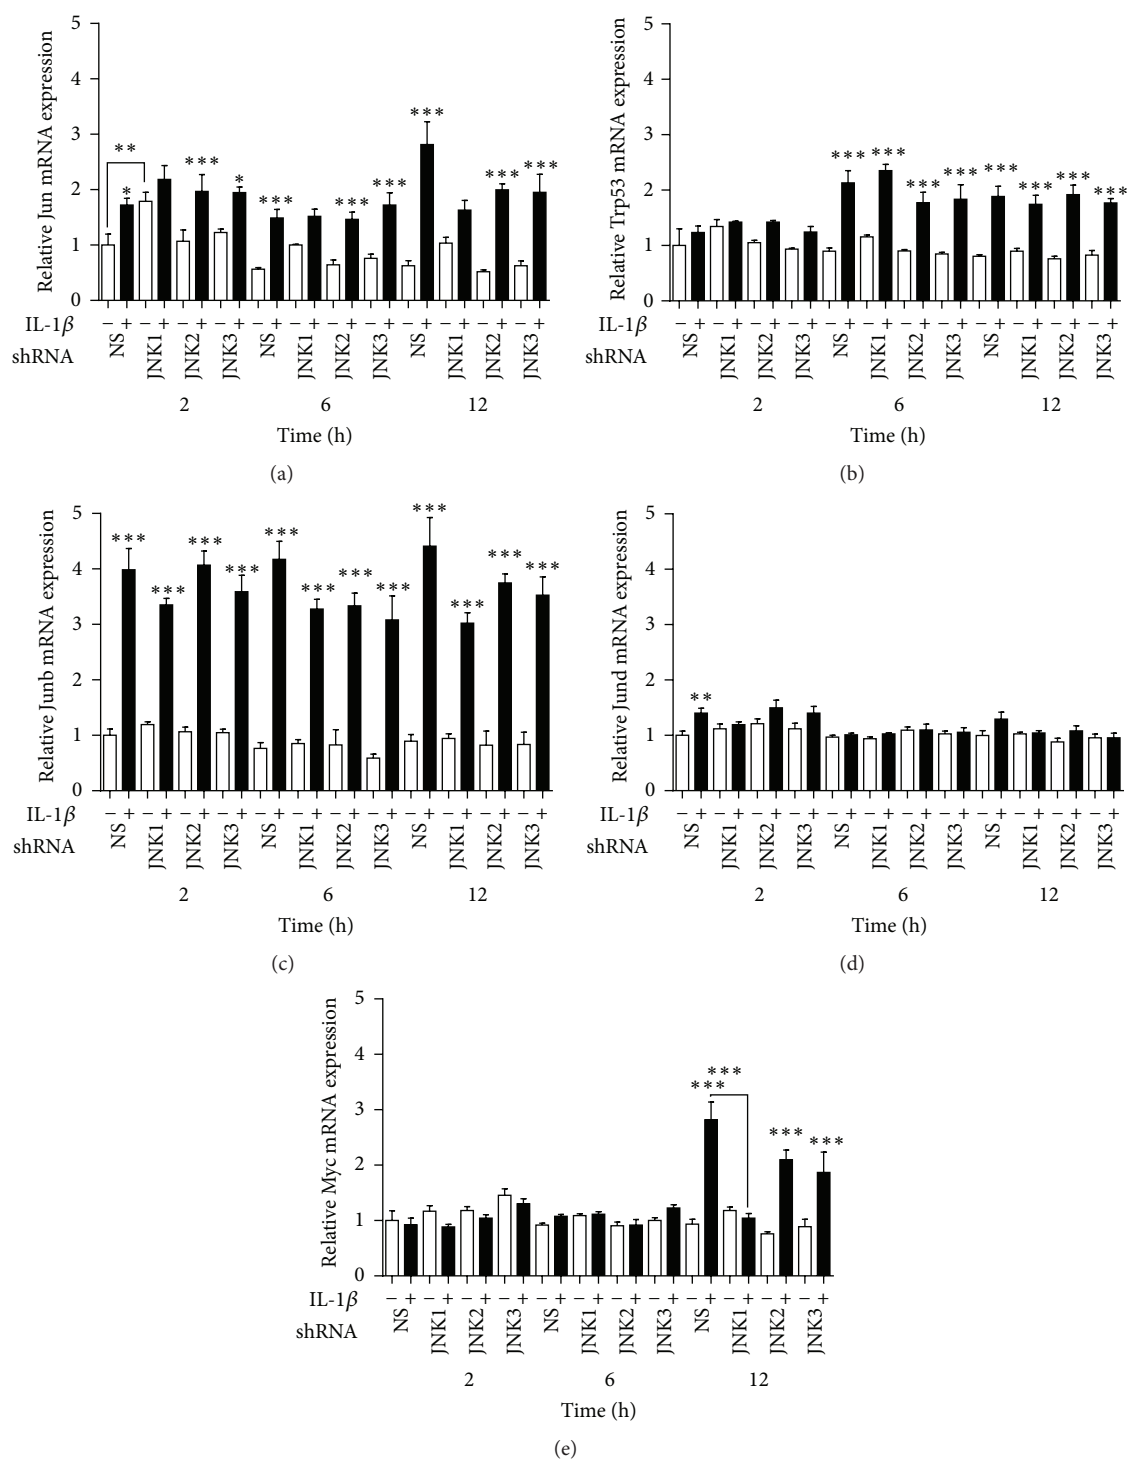 Relative Jun mRNA expression
5
4
3
2
1
0
** * *** * *** *** *** *** *** ***
IL-1β − + − + − + − + − + − + − + − + − + − + − + − +
shRNA NS JNK1 JNK2 JNK3 NS JNK1 JNK2 JNK3 NS JNK1 JNK2 JNK3
2 6 12
Time (h)
(a)
Relative Trp53 mRNA expression
5
4
3
2
1
0
*** *** *** *** *** *** *** ***
IL-1β − + − + − + − + − + − + − + − + − + − + − + − +
shRNA NS JNK1 JNK2 JNK3 NS JNK1 JNK2 JNK3 NS JNK1 JNK2 JNK3
2 6 12
Time (h)
(b)
Relative Junb mRNA expression
5
4
3
2
1
0
*** *** *** *** *** *** *** *** *** *** *** ***
IL-1β − + − + − + − + − + − + − + − + − + − + − + − +
shRNA NS JNK1 JNK2 JNK3 NS JNK1 JNK2 JNK3 NS JNK1 JNK2 JNK3
2 6 12
Time (h)
(c)
Relative Jund mRNA expression
5
4
3
2
1
0
**
IL-1β − + − + − + − + − + − + − + − + − + − + − + − +
shRNA NS JNK1 JNK2 JNK3 NS JNK1 JNK2 JNK3 NS JNK1 JNK2 JNK3
2 6 12
Time (h)
(d)
Relative Myc mRNA expression
5
4
3
2
1
0
***
*** *** ***
IL-1β − + − + − + − + − + − + − + − + − + − + − + − +
shRNA NS JNK1 JNK2 JNK3 NS JNK1 JNK2 JNK3 NS JNK1 JNK2 JNK3
2 6 12
Time (h)
(e)